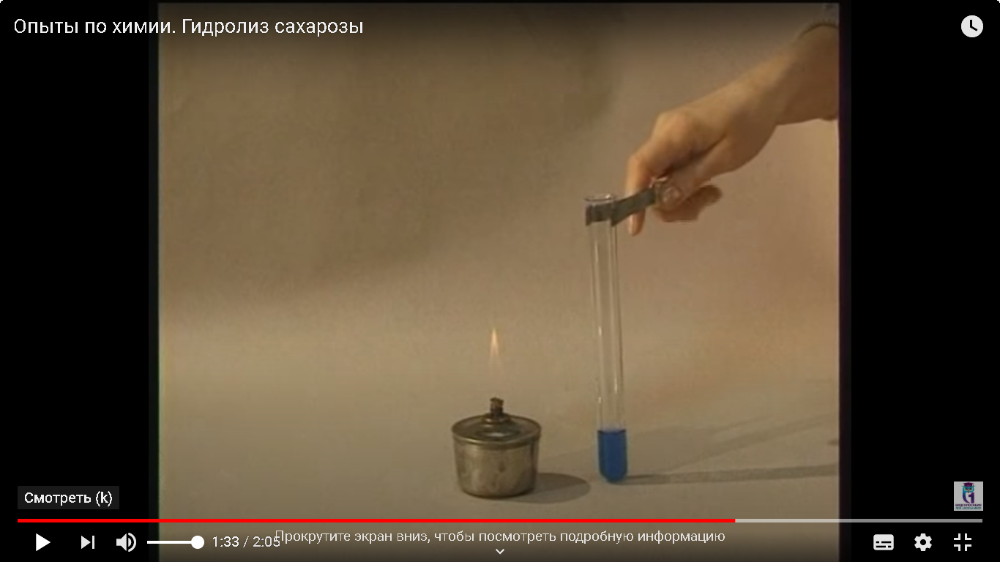 Опыты по химии. Гидролиз сахарозы
Смотреть (k)
1:33 / 2:05
Прокрутите экран вниз, чтобы посмотреть подробную информацию